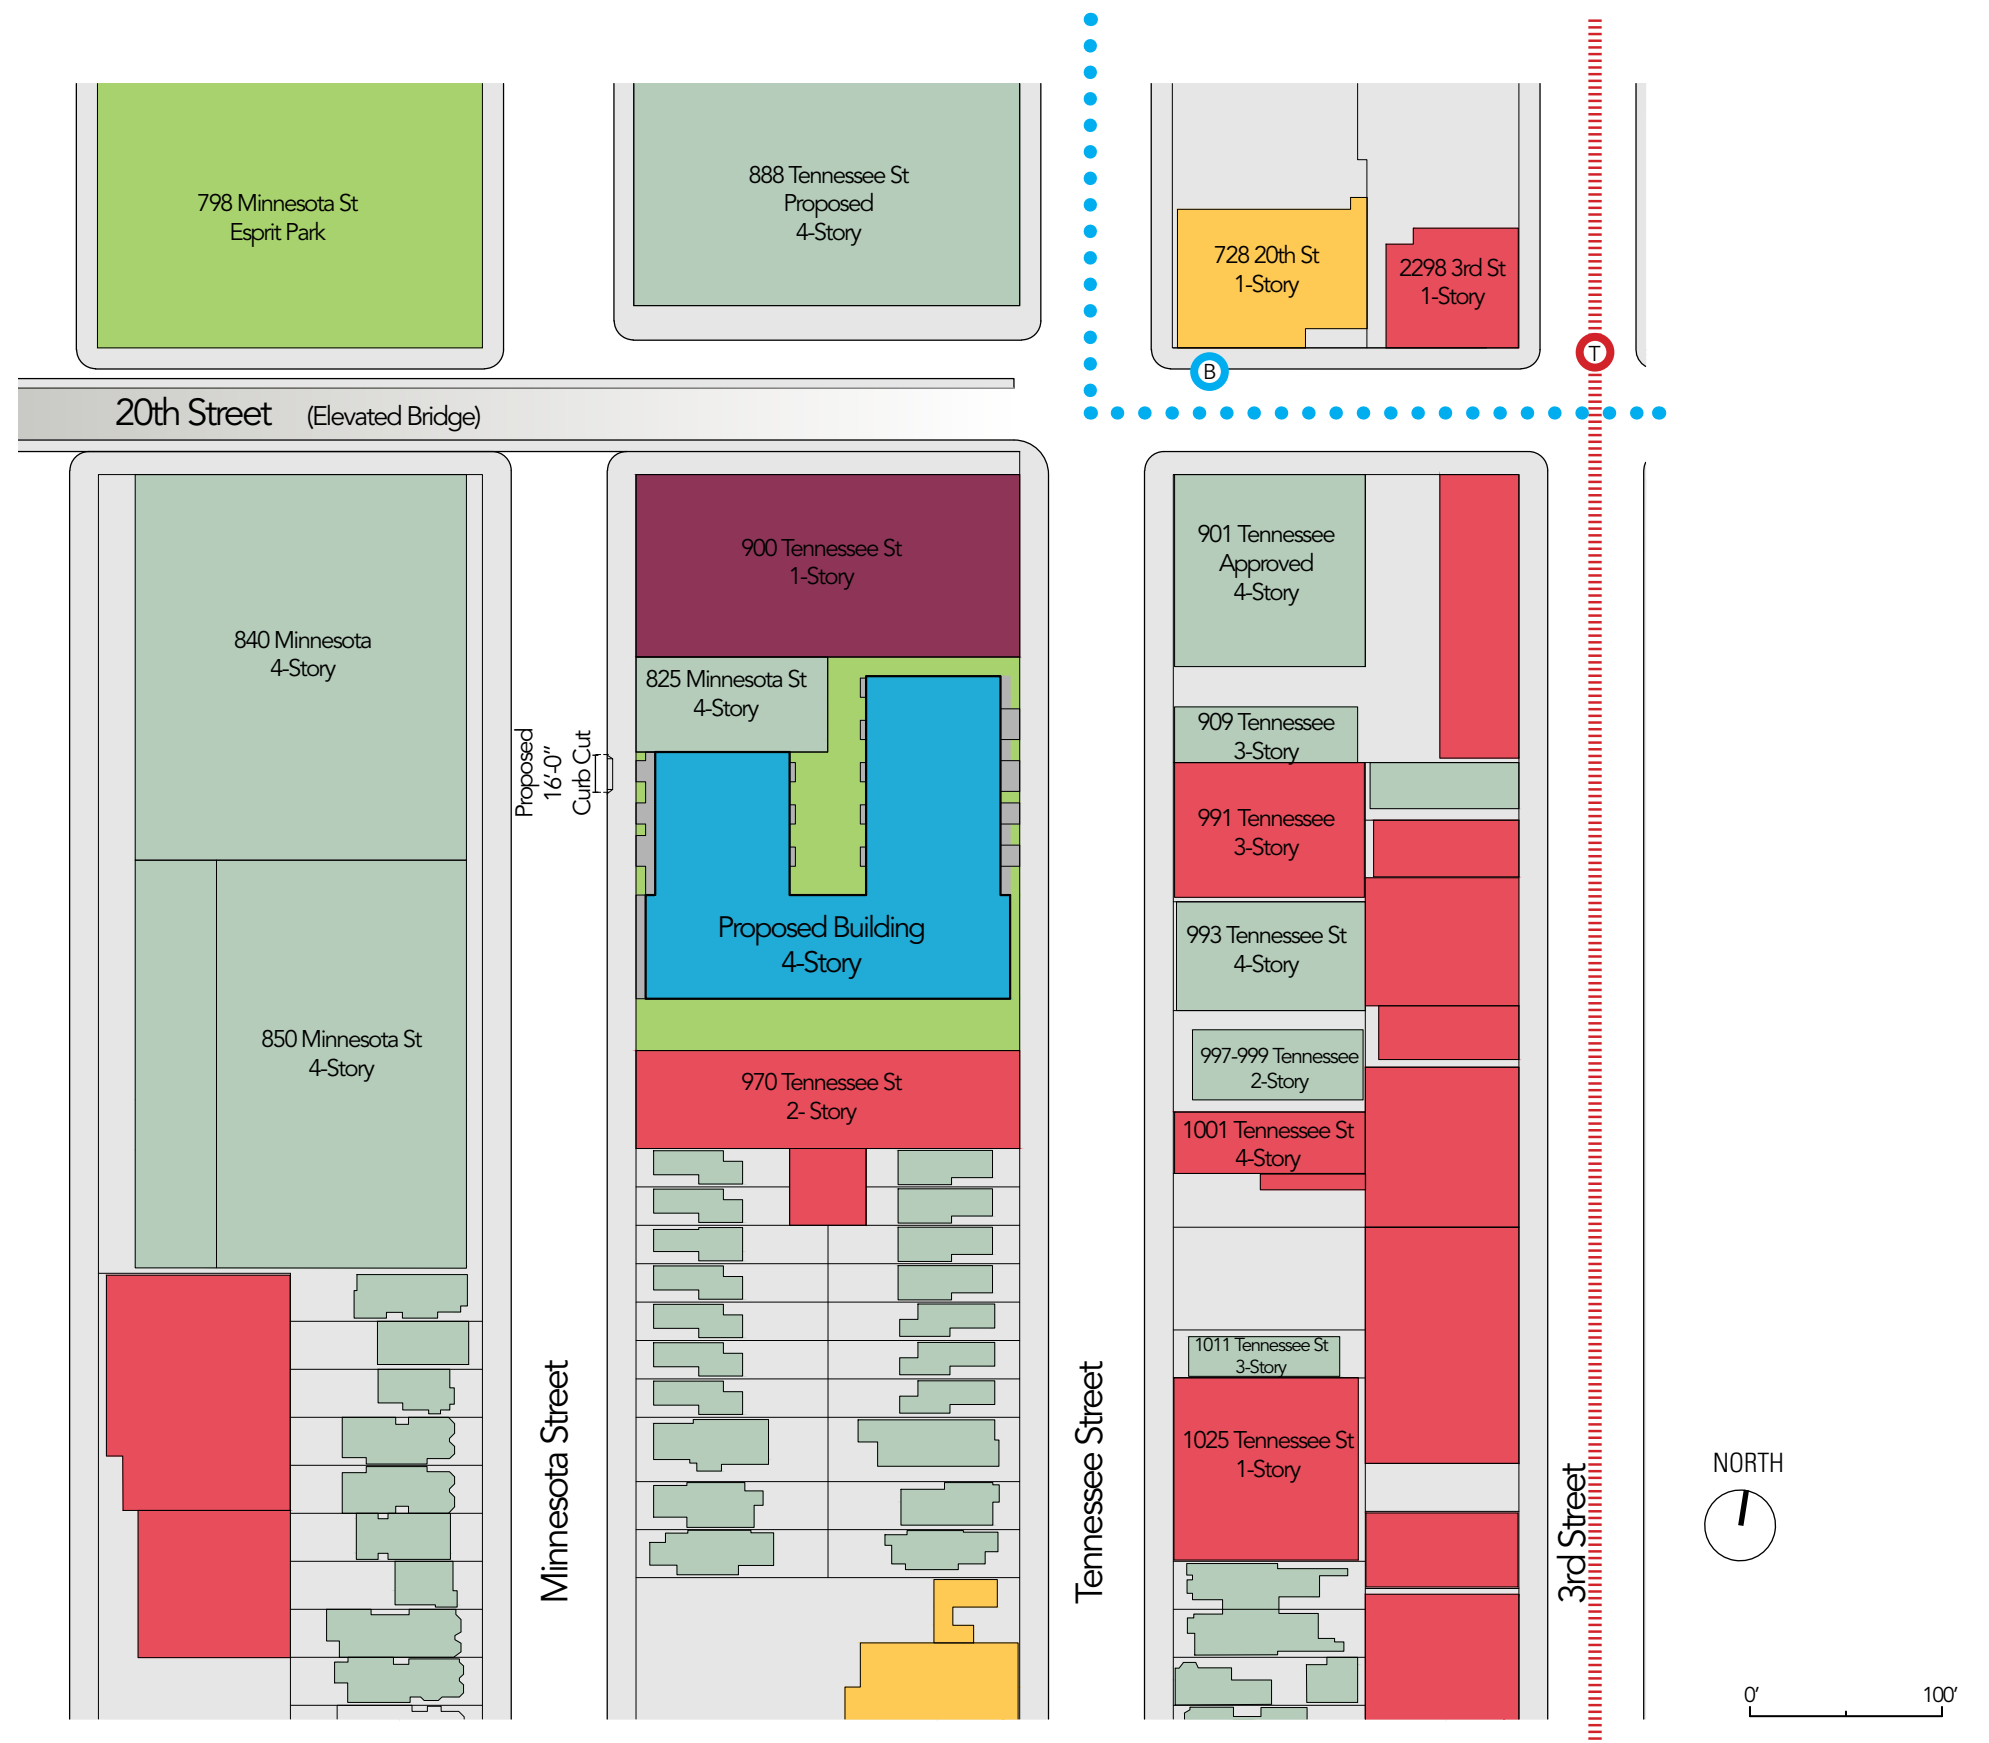 798 Minnesota St
Esprit Park
888 Tennessee St
Proposed
4-Story
728 20th St
1-Story
2298 3rd St
1-Story
T
B
20th Street (Elevated Bridge)
840 Minnesota
4-Story
900 Tennessee St
1-Story
901 Tennessee
Approved
4-Story
825 Minnesota St
4-Story
909 Tennessee
3-Story
Proposed
16'-0"
Curb Cut
991 Tennessee
3-Story
Proposed Building
4-Story
993 Tennessee St
4-Story
850 Minnesota St
4-Story
970 Tennessee St
2- Story
997-999 Tennessee
2-Story
1001 Tennessee St
4-Story
1011 Tennessee St
3-Story
1025 Tennessee St
1-Story
Minnesota Street
Tennessee Street
3rd Street
NORTH
0' 100'